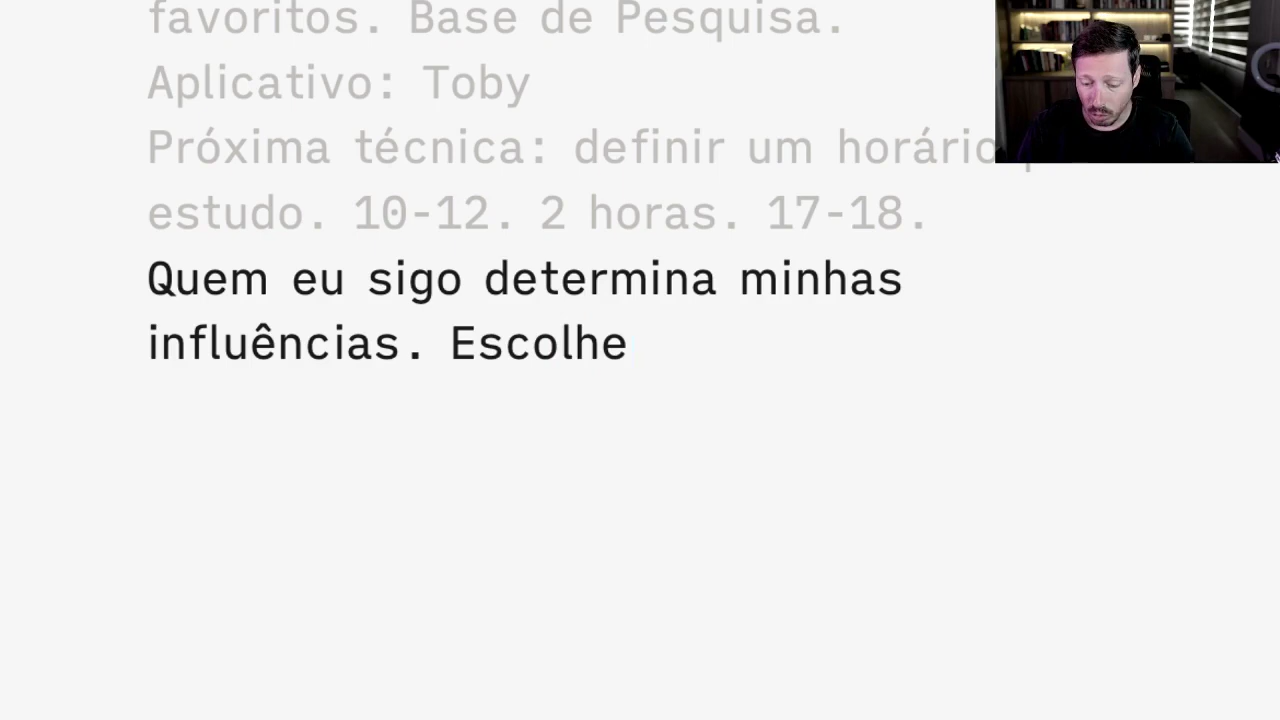 favoritos. Base de Pesquisa.
Aplicativo: Toby
Próxima técnica: definir um horário
estudo. 10-12. 2 horas. 17-18.
Quem eu sigo determina minhas
influências. Escolhe